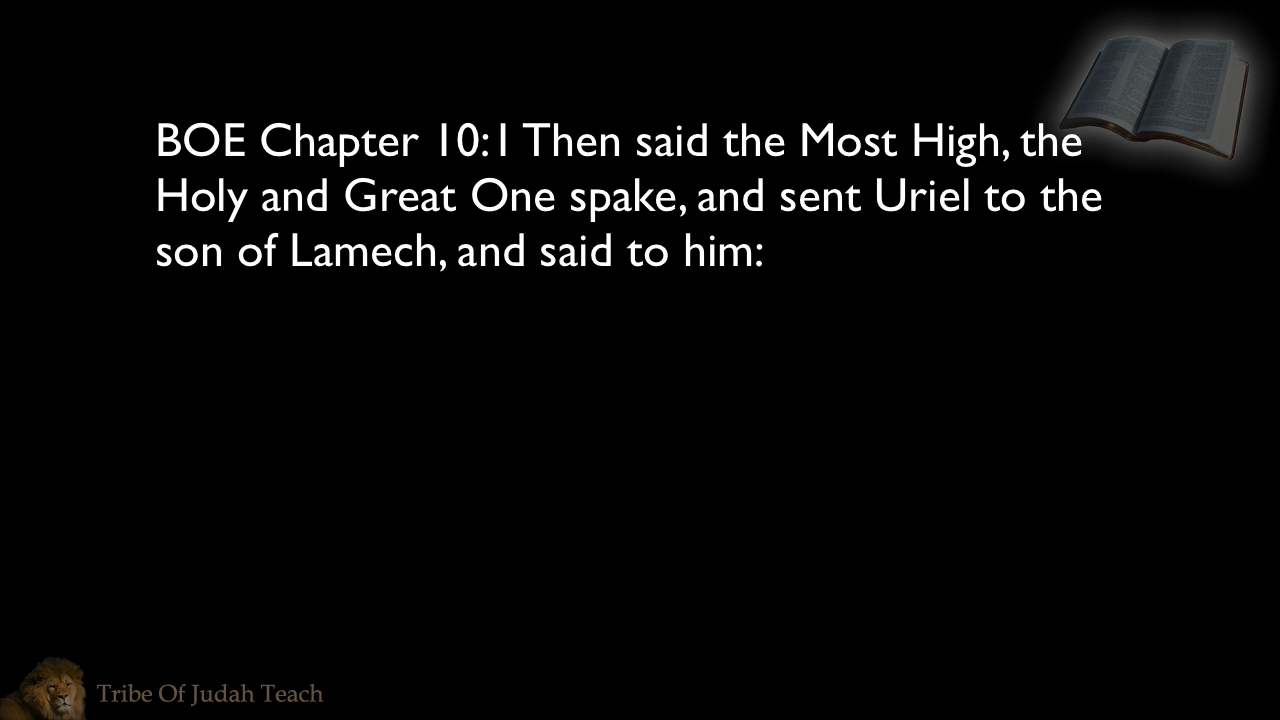 BOE Chapter 10:1 Then said the Most High, the
Holy and Great One spake, and sent Uriel to the
son of Lamech, and said to him:
Tribe Of Judah Teach